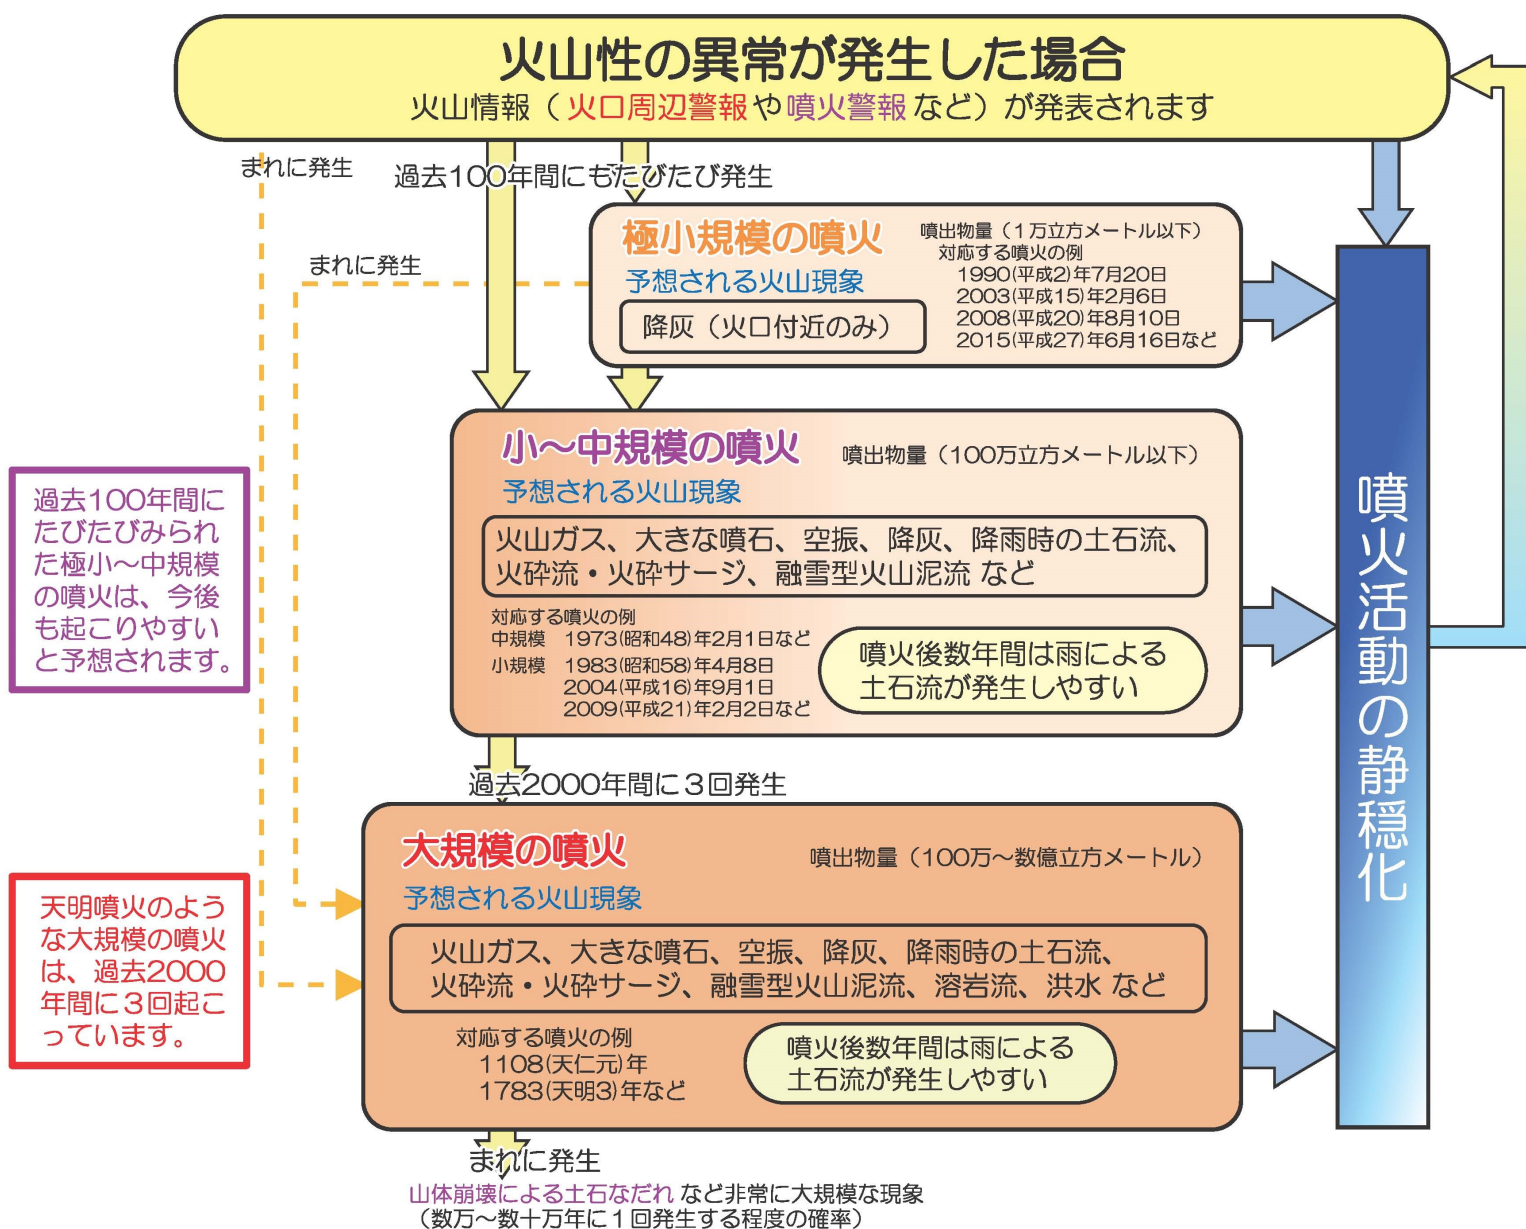 火山性の異常が発生した場合
火山情報（火口周辺警報や噴火警報など）が発表されます
まれに発生
過去100年間にもたびたび発生
極小規模の噴火
噴出物量（1万立方メートル以下）
対応する噴火の例
予想される火山現象
1990(平成2)年7月20日
2003(平成15)年2月6日
2008(平成20)年8月10日
2015(平成27)年6月16日など
降灰（火口付近のみ）
まれに発生
小～中規模の噴火
噴出物量（100万立方メートル以下）
予想される火山現象
火山ガス、大きな噴石、空振、降灰、降雨時の土石流、
火砕流・火砕サージ、融雪型火山泥流 など
対応する噴火の例
中規模 1973(昭和48)年2月1日など
小規模 1983(昭和58)年4月8日
2004(平成16)年9月1日
2009(平成21)年2月2日など
噴火後数年間は雨による
土石流が発生しやすい
過去100年間に
たびたびみられ
た極小～中規模
の噴火は、今後
も起こりやすい
と予想されます。
過去2000年間に3回発生
大規模の噴火
噴出物量（100万～数億立方メートル）
予想される火山現象
火山ガス、大きな噴石、空振、降灰、降雨時の土石流、
火砕流・火砕サージ、融雪型火山泥流、溶岩流、洪水 など
対応する噴火の例
1108(天仁元)年
1783(天明3)年など
噴火後数年間は雨による
土石流が発生しやすい
天明噴火のよう
な大規模の噴火
は、過去2000
年間に3回起こ
っています。
まれに発生
山体崩壊による土石なだれ など非常に大規模な現象
（数万～数十万年に1回発生する程度の確率）
噴火活動の静穏化